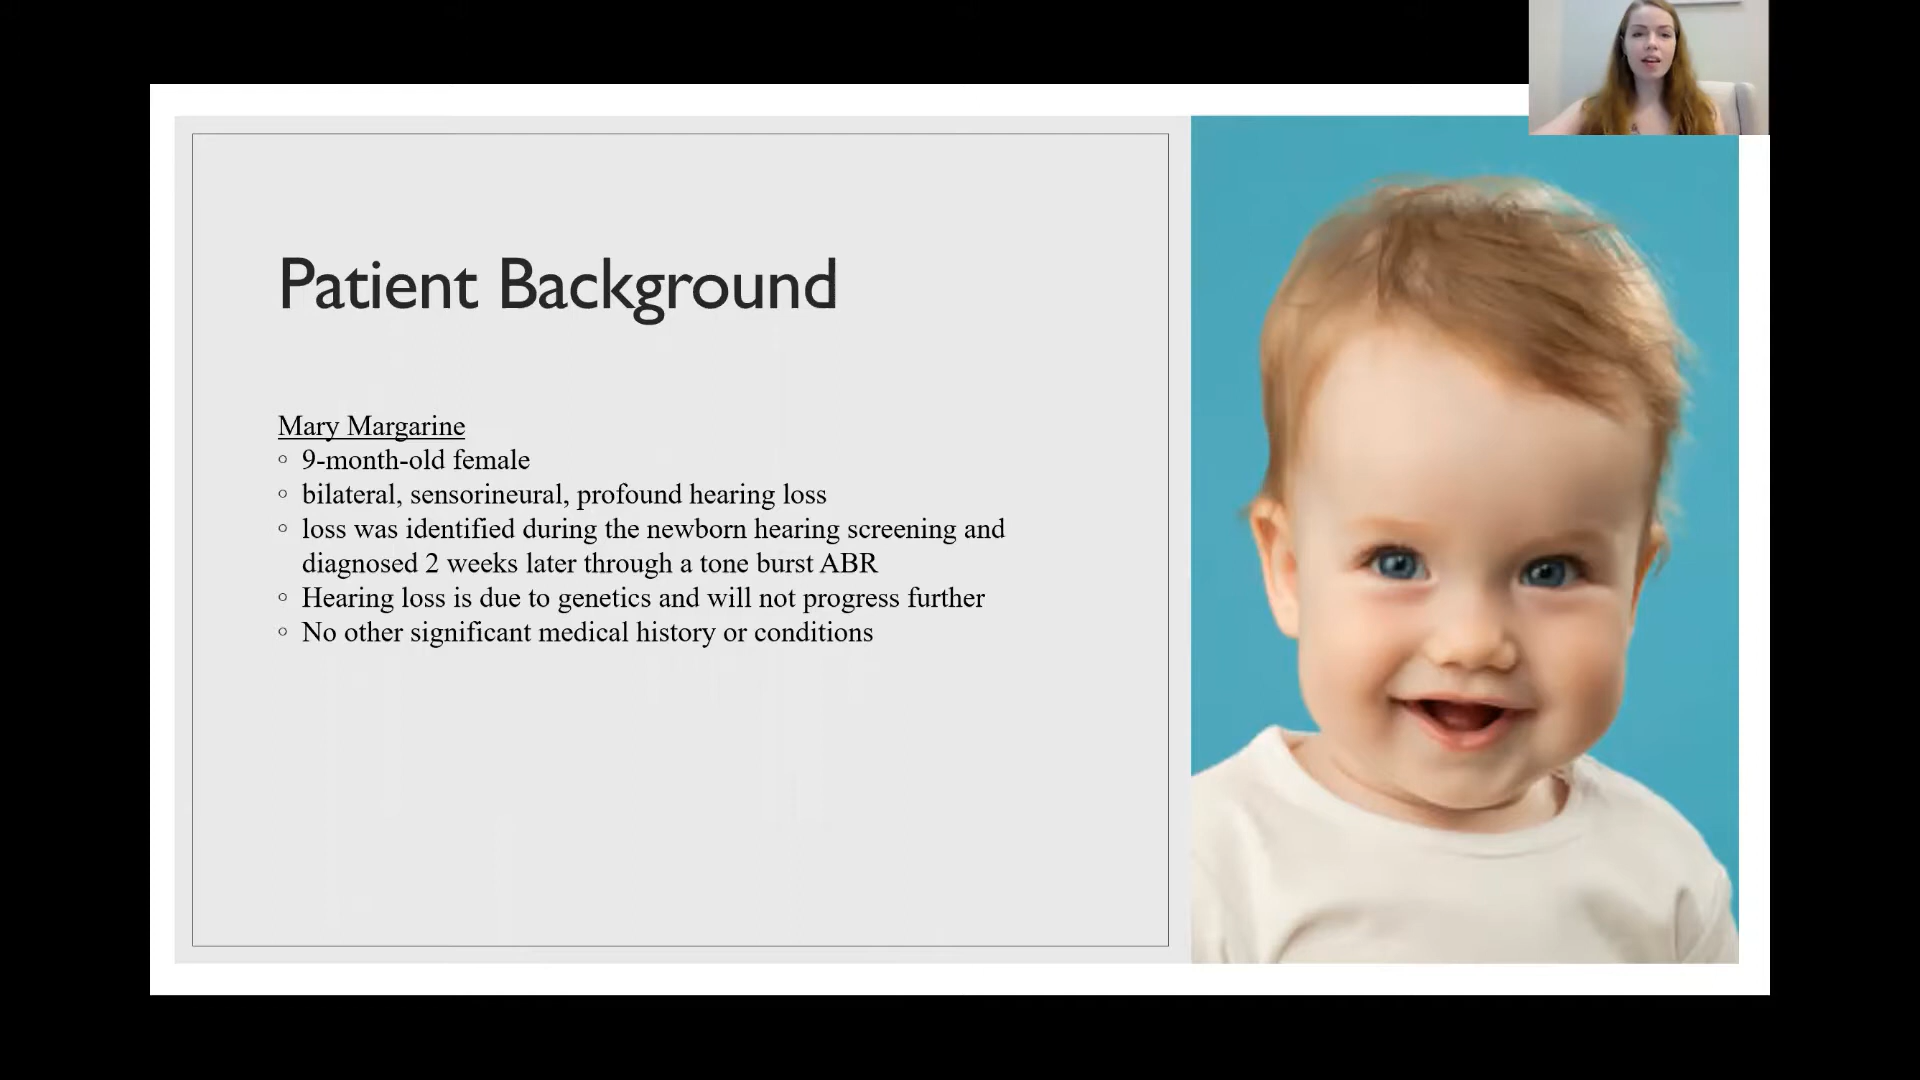 Patient Background
Mary Margarine
◦ 9-month-old female
◦ bilateral, sensorineural, profound hearing loss
◦ loss was identified during the newborn hearing screening and
diagnosed 2 weeks later through a tone burst ABR
◦ Hearing loss is due to genetics and will not progress further
◦ No other significant medical history or conditions